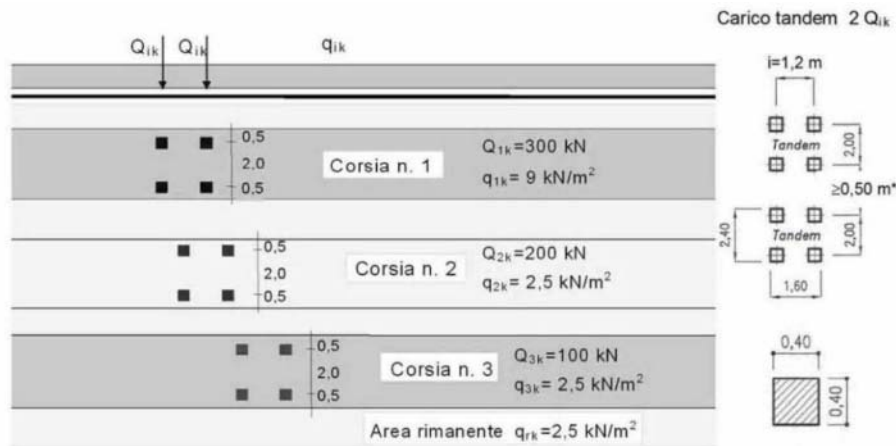 Carico tandem 2 Qik
Qik Qik qik
i=1,2 m
0,5
2,0
0,5
Corsia n. 1
Q1k=300 kN
q1k= 9 kN/m²
Tandem
2,00
≥0,50 m*
0,5
2,0
0,5
Corsia n. 2
Q2k=200 kN
q2k= 2,5 kN/m²
2,40
Tandem
2,00
1,60
0,5
2,0
0,5
Corsia n. 3
Q3k=100 kN
q3k= 2,5 kN/m²
0,40
0,40
Area rimanente qrk=2,5 kN/m²